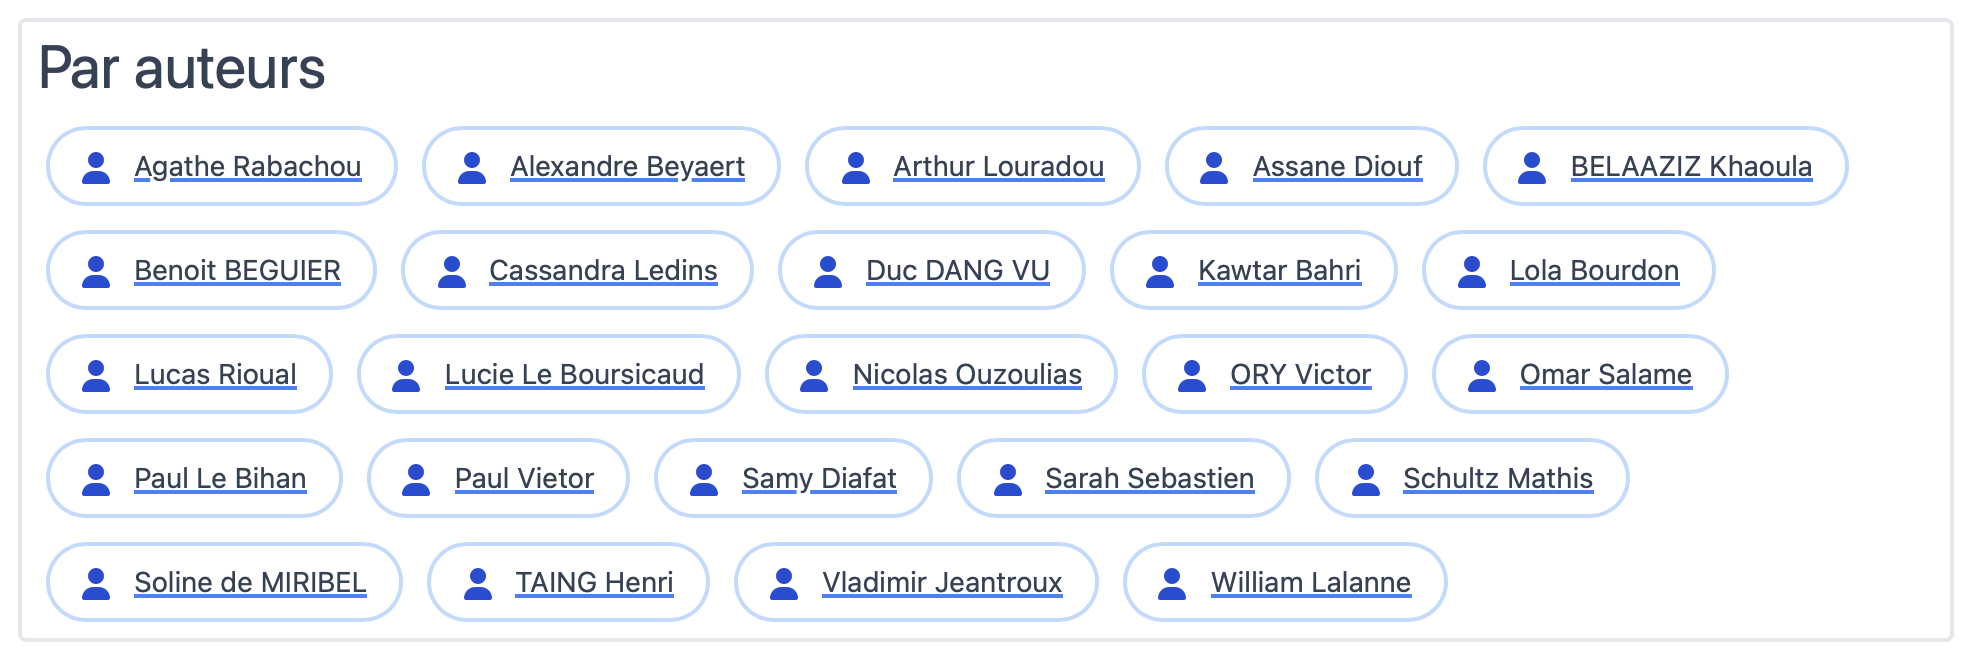 Par auteurs
Agathe Rabachou Alexandre Beyaert Arthur Louradou Assane Diouf BELAAZIZ Khaoula
Benoit BEGUIER Cassandra Ledins Duc DANG VU Kawtar Bahri Lola Bourdon
Lucas Rioual Lucie Le Boursicaud Nicolas Ouzoulias ORY Victor Omar Salame
Paul Le Bihan Paul Vietor Samy Diafat Sarah Sebastien Schultz Mathis
Soline de MIRIBEL TAING Henri Vladimir Jeantroux William Lalanne